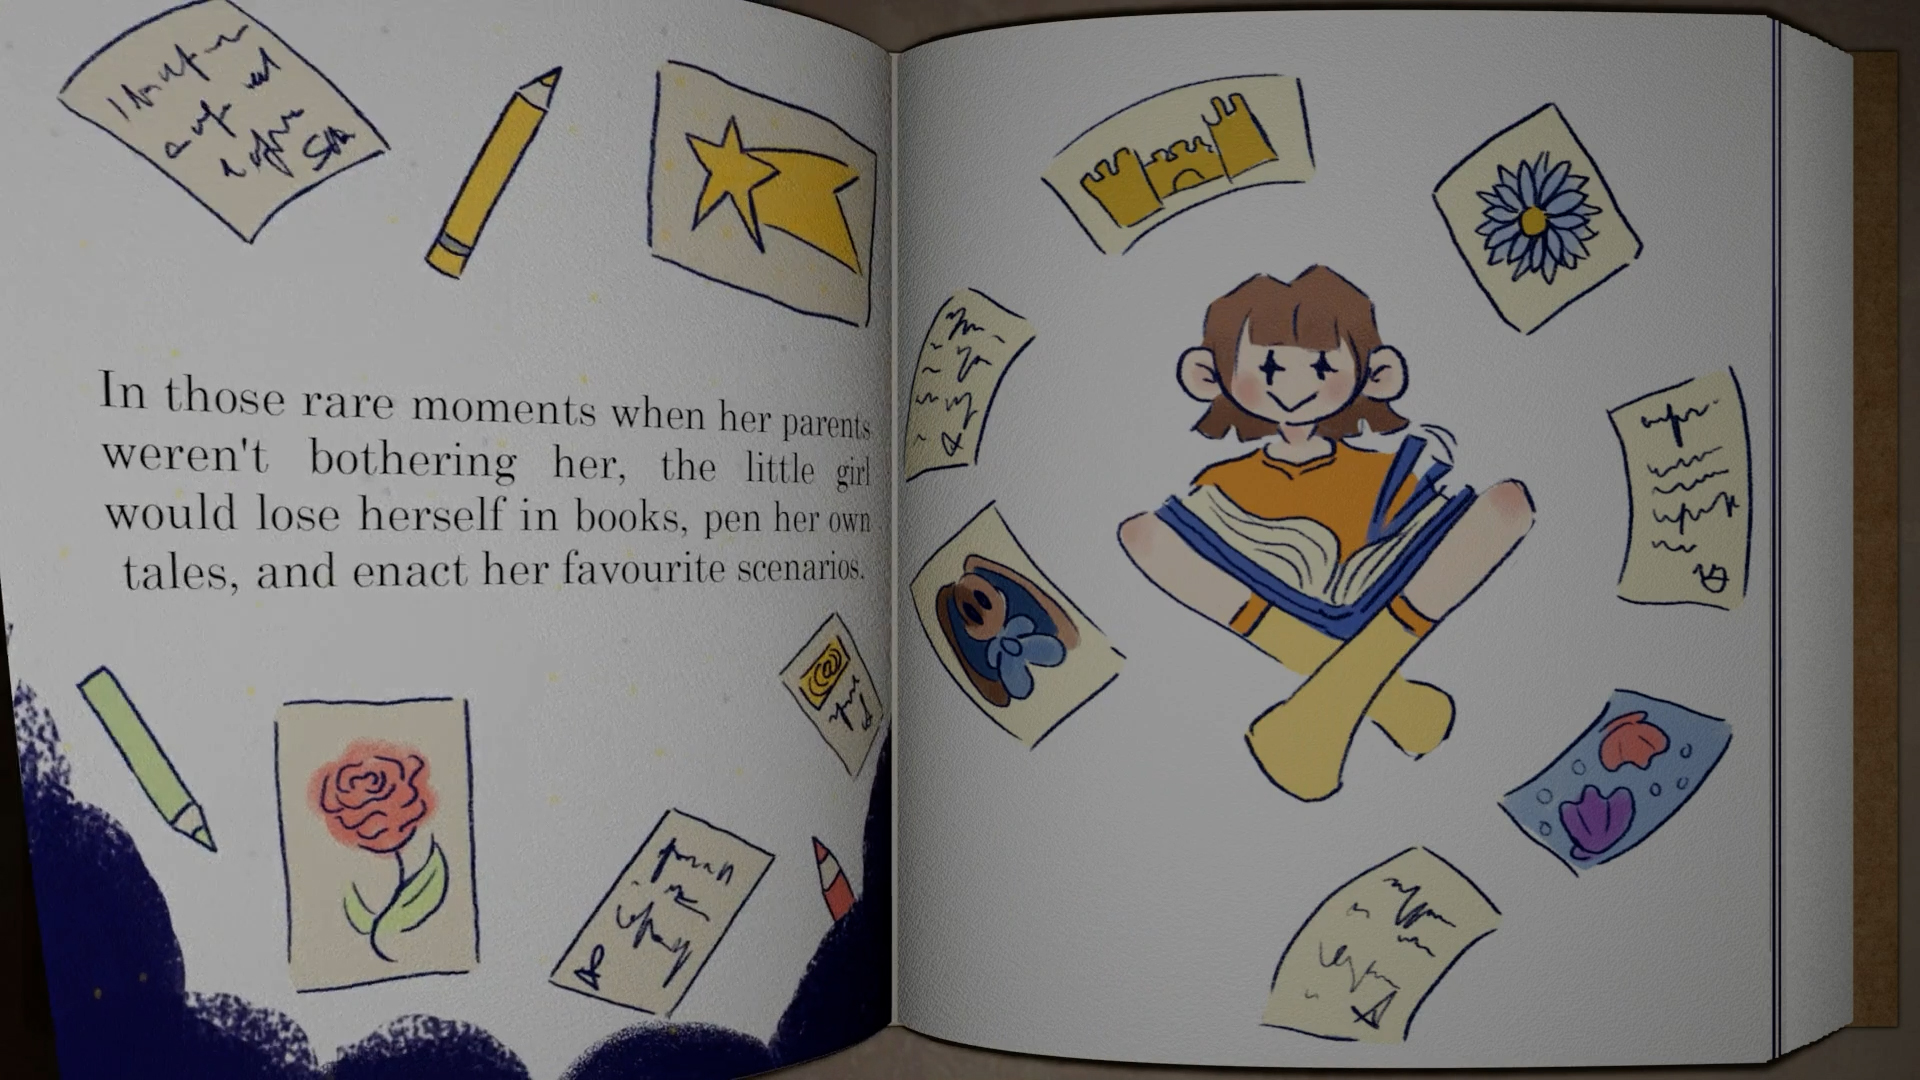 In those rare moments when her parents
weren't bothering her, the little girl
would lose herself in books, pen her own
tales, and enact her favourite scenarios.